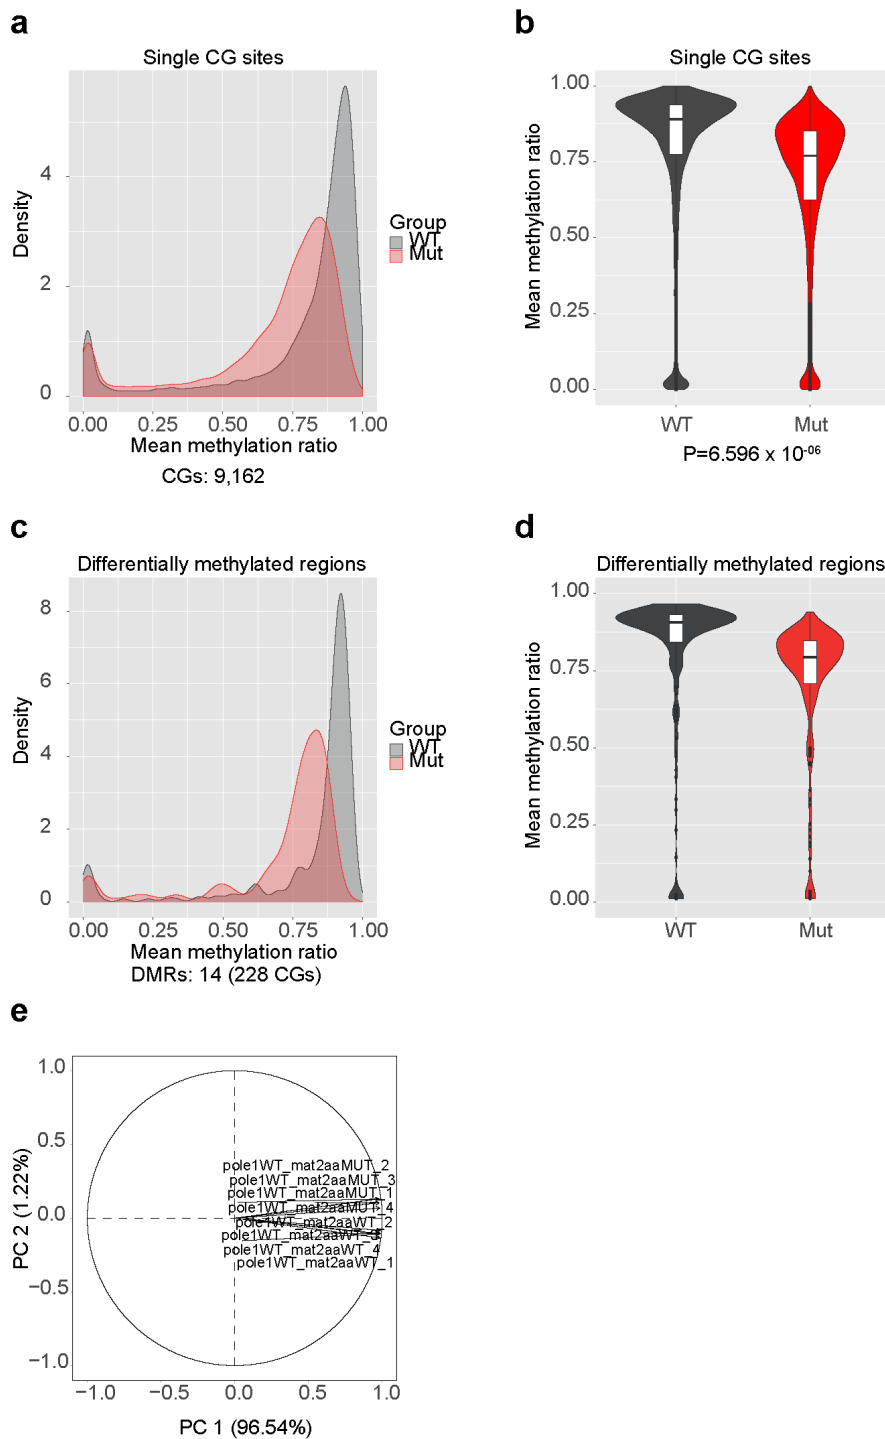 a
Single CG sites
Density
4
2
0
0.00 0.25 0.50 0.75 1.00
Mean methylation ratio
CGs: 9,162
Group
WT
Mut
b
Single CG sites
Mean methylation ratio
1.00
0.75
0.50
0.25
0.00
WT Mut
P=6.596 x 10-06
c
Differentially methylated regions
Density
8
6
4
2
0
0.00 0.25 0.50 0.75 1.00
Mean methylation ratio
DMRs: 14 (228 CGs)
Group
WT
Mut
d
Differentially methylated regions
Mean methylation ratio
1.00
0.75
0.50
0.25
0.00
WT Mut
e
PC 2 (1.22%)
1.0
0.5
0.0
−0.5
−1.0
pole1WT_mat2aaMUT_2
pole1WT_mat2aaMUT_3
pole1WT_mat2aaMUT_1
pole1WT_mat2aaMUT_4
pole1WT_mat2aaWT_2
pole1WT_mat2aaWT_3
pole1WT_mat2aaWT_4
pole1WT_mat2aaWT_1
−1.0 −0.5 0.0 0.5 1.0
PC 1 (96.54%)